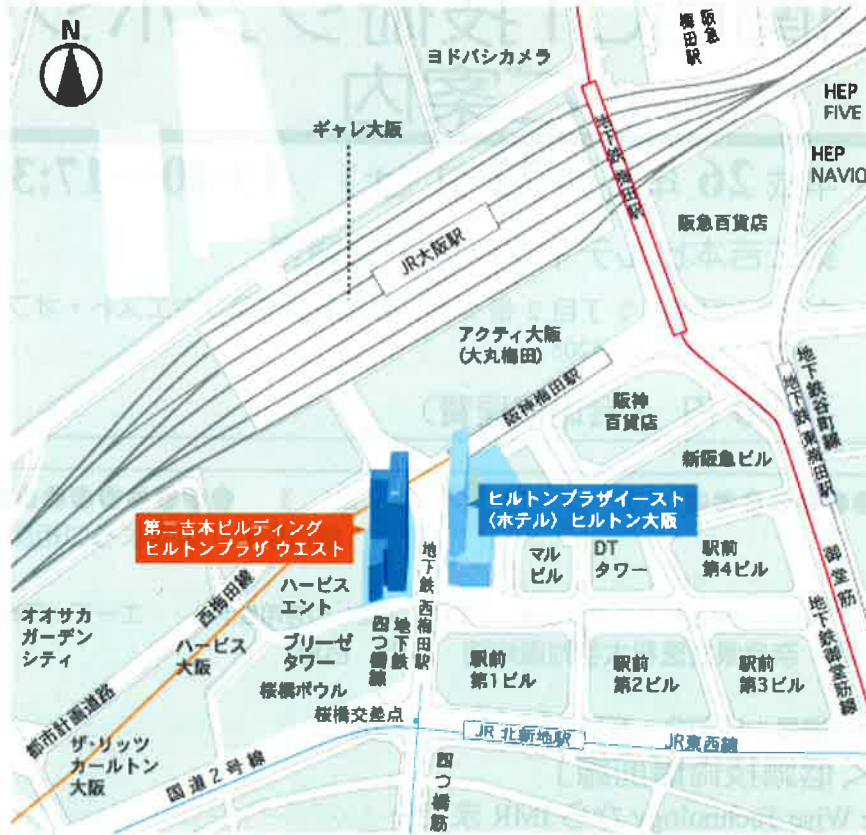 N
ヨドバシカメラ
阪急
梅田駅
HEP
FIVE
ギャレ大阪
HEP
NAVIO
阪急百貨店
JR大阪駅
アクティ大阪
(大丸梅田)
阪神梅田駅
阪神
百貨店
地下鉄谷町線
地下鉄 東梅田駅
新阪急ビル
ヒルトンプラザイースト
〈ホテル〉 ヒルトン大阪
第二吉本ビルディング
ヒルトンプラザ ウエスト
マル
ビル
DT
タワー
駅前
第4ビル
御堂筋
地下鉄御堂筋線
地下鉄 西梅田駅
西梅田線
ハービス
エント
オオサカ
ガーデン
シティ
ハービス
大阪
ブリーゼ
タワー
地下鉄
四つ橋線
桜橋ボウル
駅前
第1ビル
駅前
第2ビル
駅前
第3ビル
都市計画道路
桜橋交差点
JR 北新地駅
JR東西線
ザ・リッツ
カールトン
大阪
国道2号線
四つ橋筋